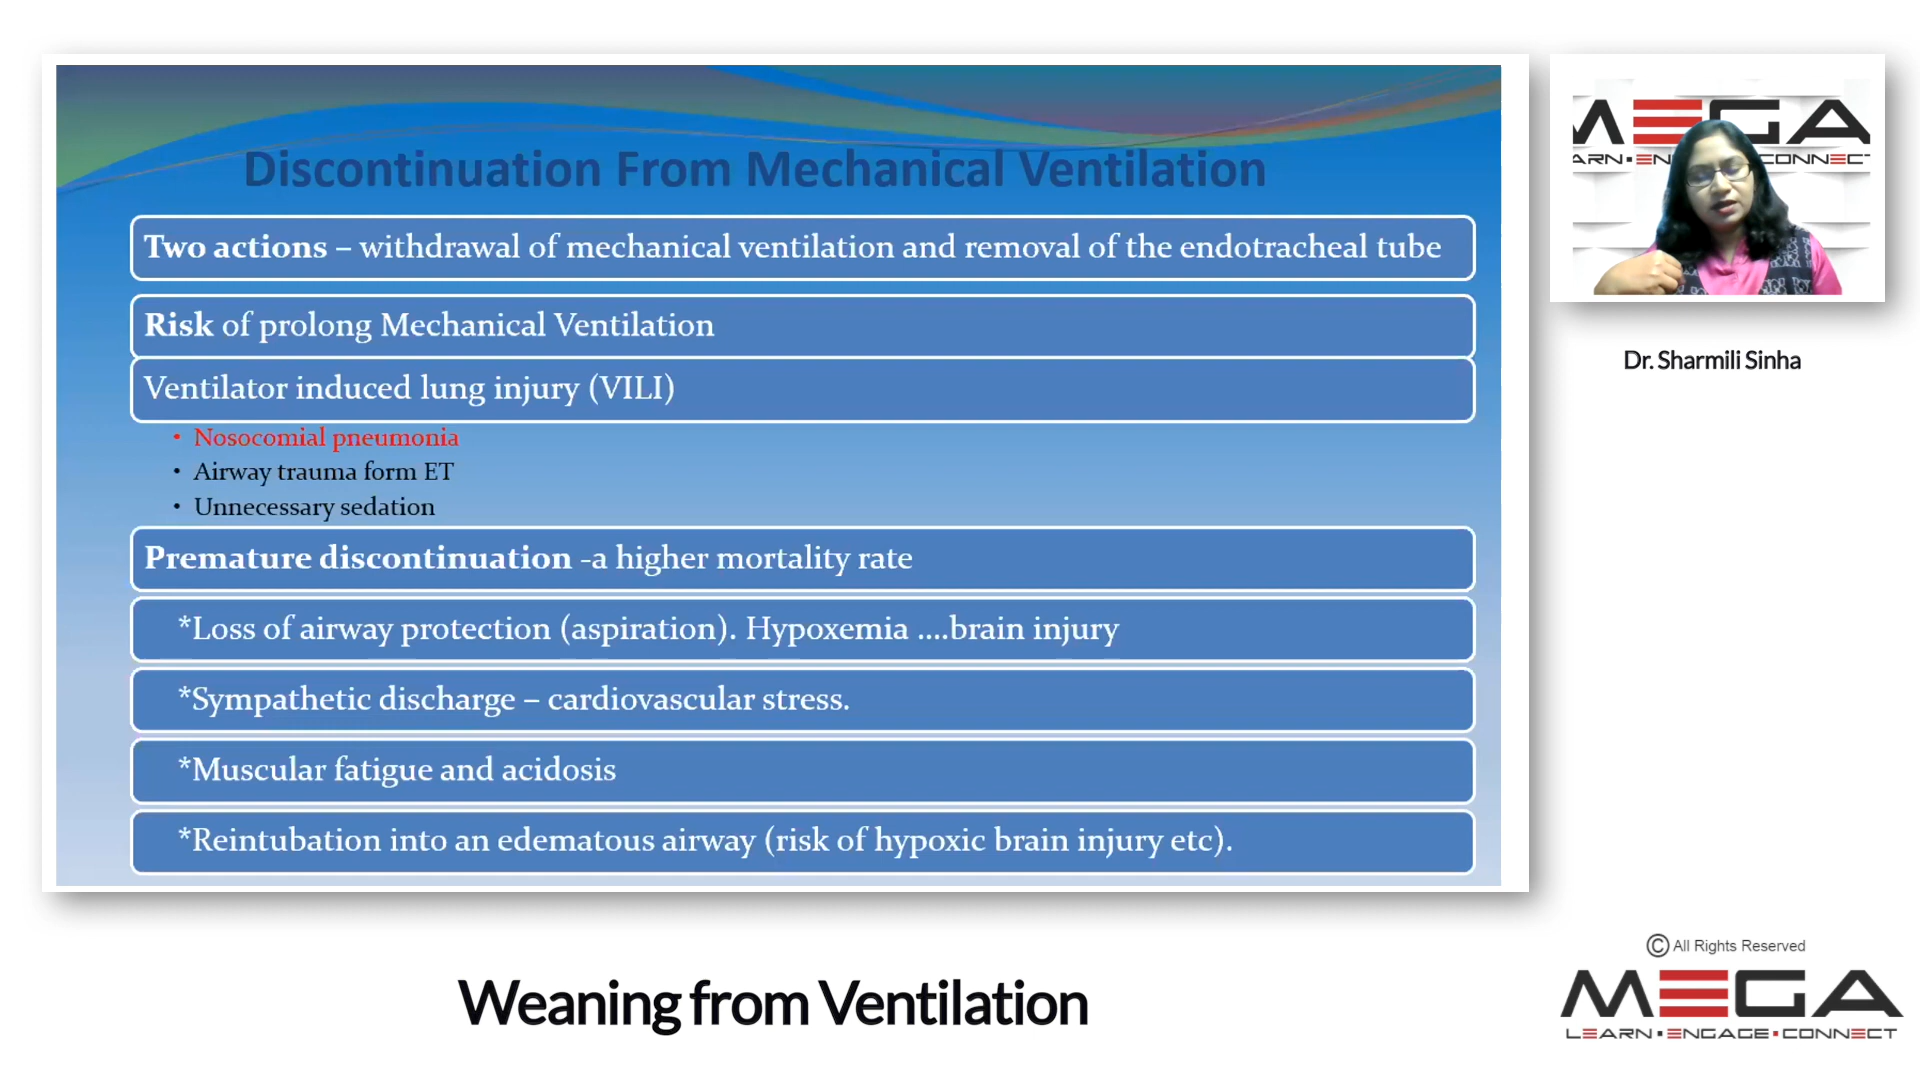 Discontinuation From Mechanical Ventilation
Two actions – withdrawal of mechanical ventilation and removal of the endotracheal tube
Risk of prolong Mechanical Ventilation
Ventilator induced lung injury (VILI)
• Nosocomial pneumonia
• Airway trauma form ET
• Unnecessary sedation
Premature discontinuation -a higher mortality rate
*Loss of airway protection (aspiration). Hypoxemia ....brain injury
*Sympathetic discharge – cardiovascular stress.
*Muscular fatigue and acidosis
*Reintubation into an edematous airway (risk of hypoxic brain injury etc).
MEGA
ARN▪EN CONNECT
Dr. Sharmili Sinha
Weaning from Ventilation
© All Rights Reserved
MEGA
LEARN▪ENGAGE▪CONNECT